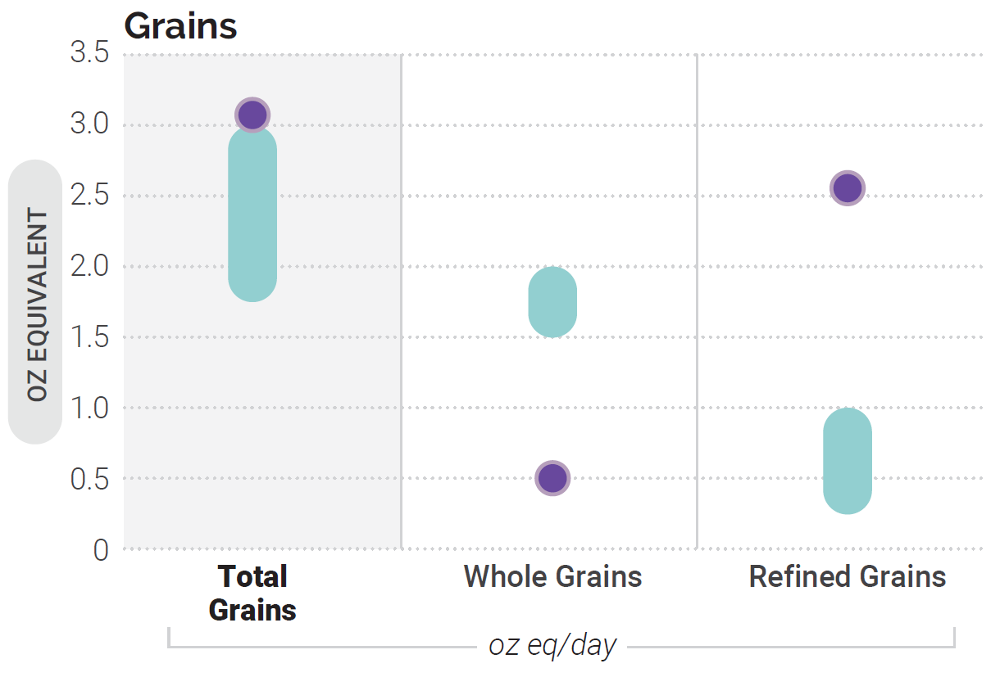 Grains
3.5
3.0
2.5
2.0
1.5
1.0
0.5
0
OZ EQUIVALENT
Total
Grains
Whole Grains
Refined Grains
oz eq/day